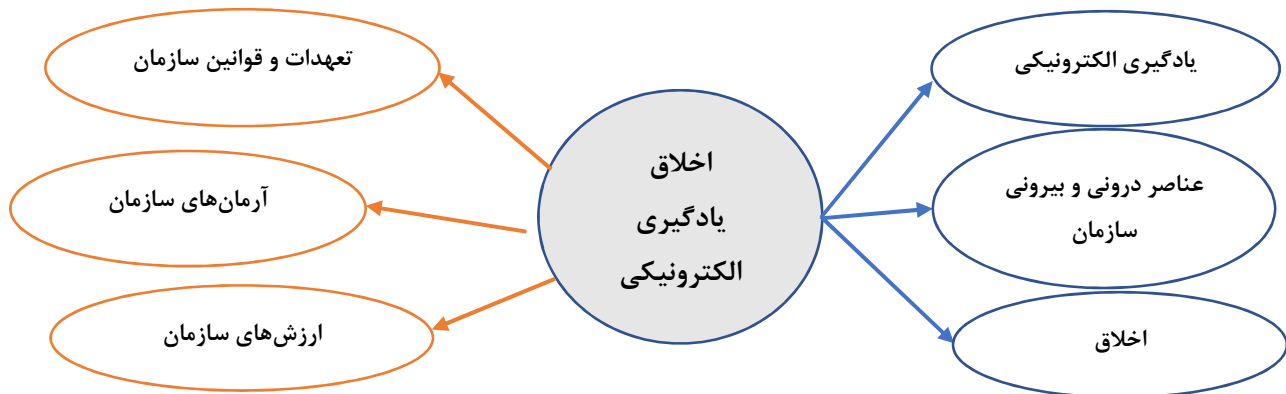 یادگیری الکترونیکی
عناصر درونی و بیرونی
سازمان
اخلاق
اخلاق
یادگیری
الکترونیکی
تعهدات و قوانین سازمان
آرمان‌های سازمان
ارزش‌های سازمان